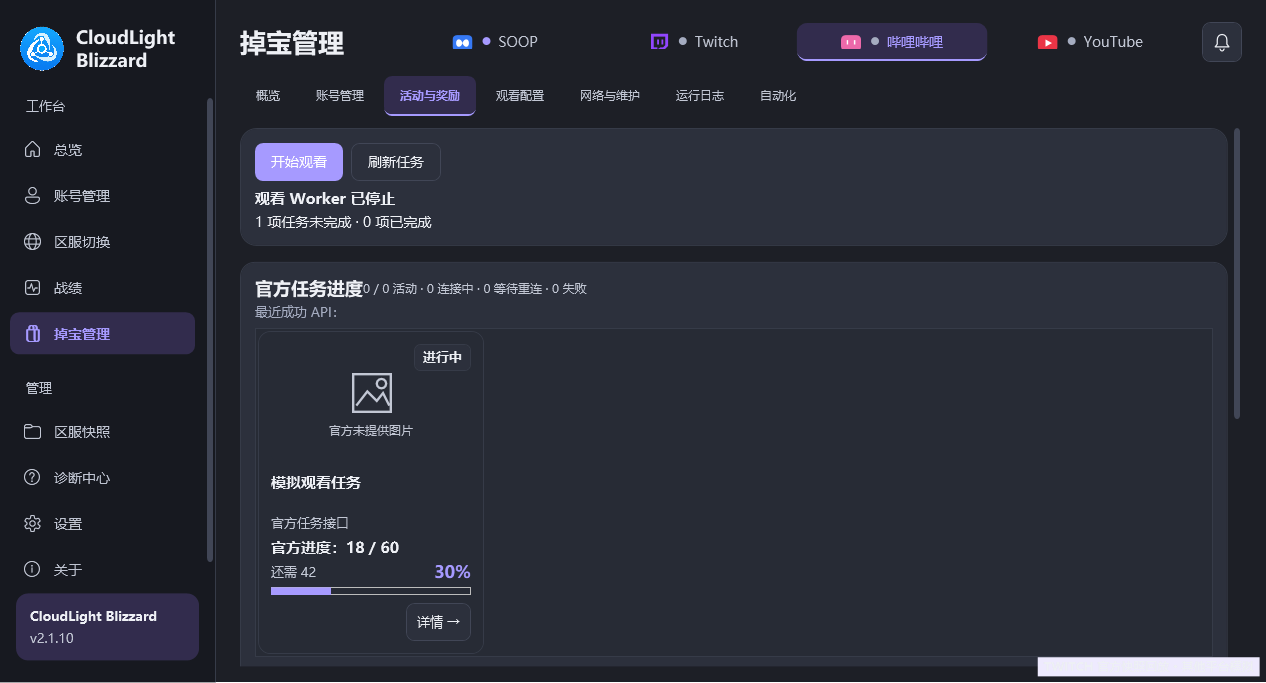 CloudLight
Blizzard
工作台
总览
账号管理
区服切换
战绩
掉宝管理
管理
区服快照
诊断中心
设置
关于
CloudLight Blizzard
v2.1.10
掉宝管理
SOOP
Twitch
哔哩哔哩
YouTube
概览
账号管理
活动与奖励
观看配置
网络与维护
运行日志
自动化
开始观看
刷新任务
观看 Worker 已停止
1 项任务未完成 · 0 项已完成
官方任务进度0 / 0 活动 · 0 连接中 · 0 等待重连 · 0 失败
最近成功 API:
进行中
官方未提供图片
模拟观看任务
官方任务接口
官方进度：18 / 60
还需 42
30%
详情 →